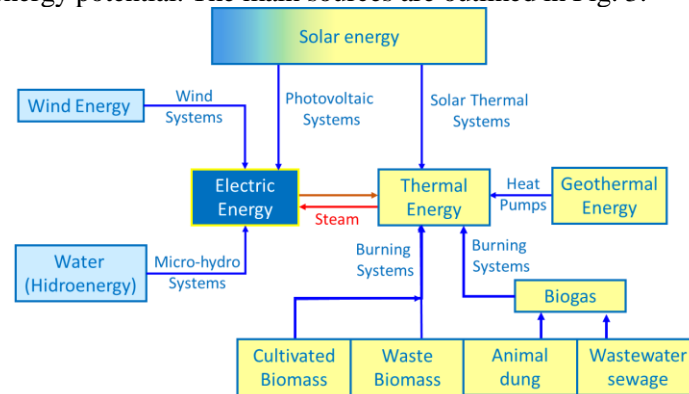 energy potential. The main sources are outlined in Fig. 3.
Solar energy
Wind Energy
Wind
Systems
Photovoltaic
Systems
Solar Thermal
Systems
Electric
Energy
Steam
Thermal
Energy
Heat
Pumps
Geothermal
Energy
Water
(Hidroenergy)
Micro-hydro
Systems
Burning
Systems
Burning
Systems
Biogas
Cultivated
Biomass
Waste
Biomass
Animal
dung
Wastewater
sewage